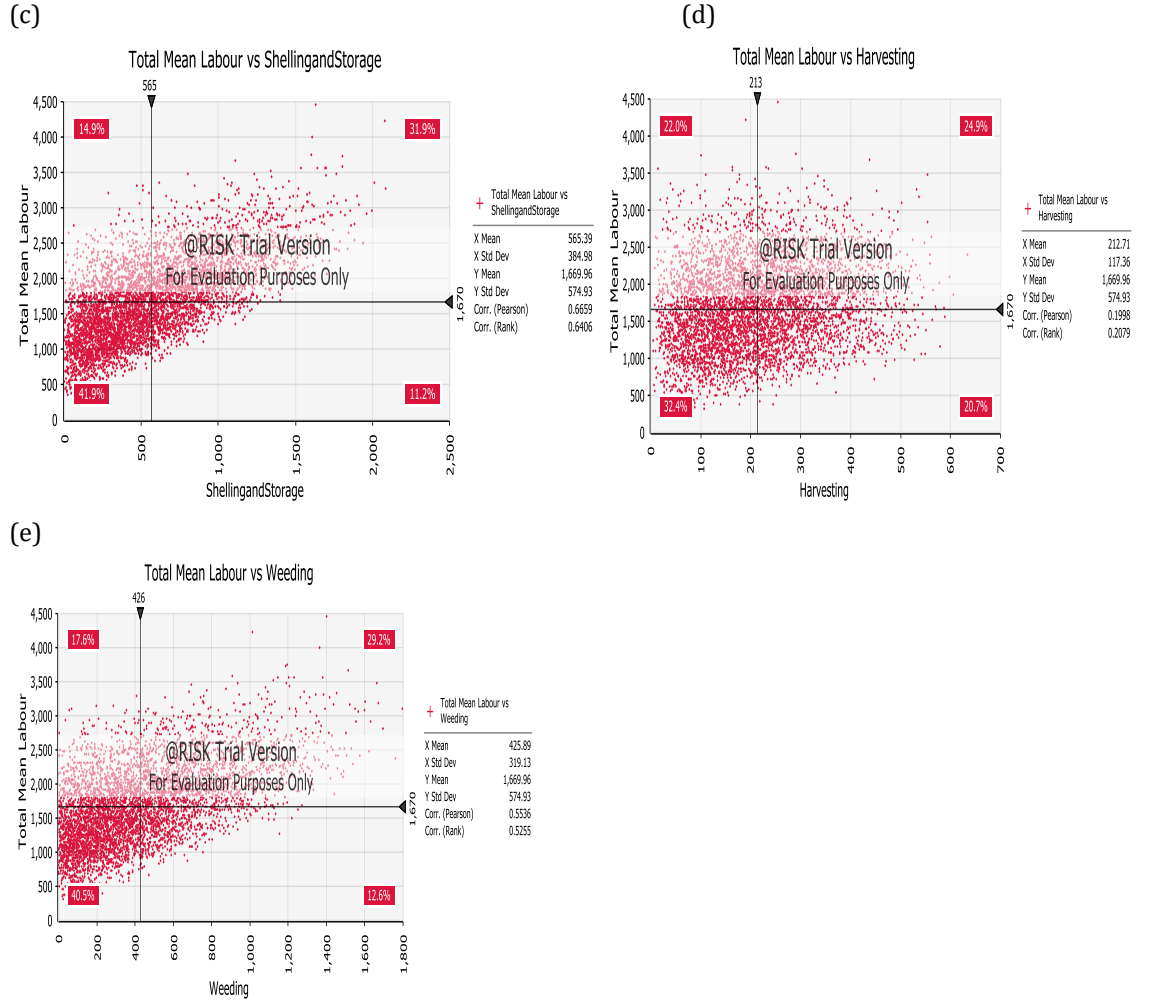 (c)
Total Mean Labour vs ShellingandStorage
565
4,500
4,000
3,500
3,000
2,500
2,000
1,500
1,000
500
0
Total Mean Labour
14.9%
31.9%
41.9%
11.2%
@RISK Trial Version
For Evaluation Purposes Only
1,670
0
500
1,000
1,500
2,000
2,500
ShellingandStorage
Total Mean Labour vs
ShellingandStorage
X Mean 565.39
X Std Dev 384.98
Y Mean 1,669.96
Y Std Dev 574.93
Corr. (Pearson) 0.6659
Corr. (Rank) 0.6406
(d)
Total Mean Labour vs Harvesting
213
4,500
4,000
3,500
3,000
2,500
2,000
1,500
1,000
500
0
Total Mean Labour
22.0%
24.9%
32.4%
20.7%
@RISK Trial Version
For Evaluation Purposes Only
1,670
0
100
200
300
400
500
600
700
Harvesting
Total Mean Labour vs
Harvesting
X Mean 212.71
X Std Dev 117.36
Y Mean 1,669.96
Y Std Dev 574.93
Corr. (Pearson) 0.1998
Corr. (Rank) 0.2079
(e)
Total Mean Labour vs Weeding
426
4,500
4,000
3,500
3,000
2,500
2,000
1,500
1,000
500
0
Total Mean Labour
17.6%
29.2%
40.5%
12.6%
@RISK Trial Version
For Evaluation Purposes Only
1,670
0
200
400
600
800
1,000
1,200
1,400
1,600
1,800
Weeding
Total Mean Labour vs
Weeding
X Mean 425.89
X Std Dev 319.13
Y Mean 1,669.96
Y Std Dev 574.93
Corr. (Pearson) 0.5536
Corr. (Rank) 0.5255